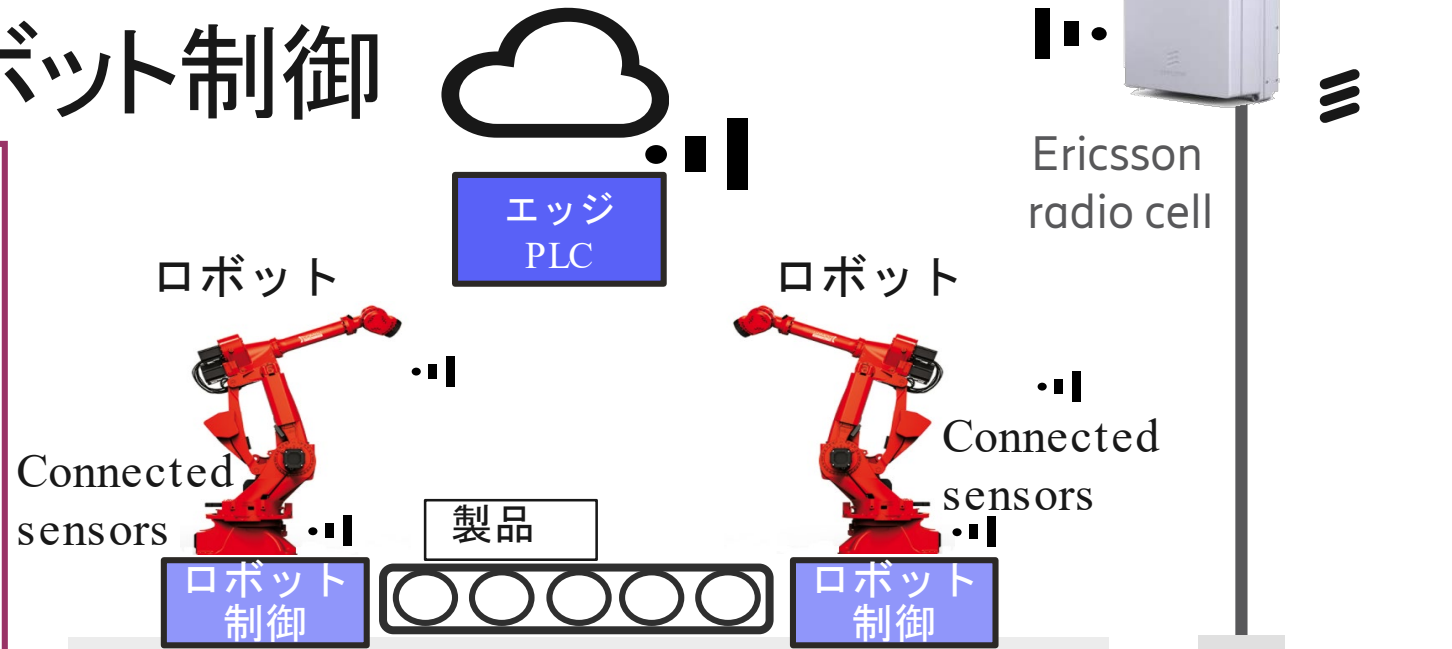 ボット制御
Ericsson
radio cell
エッジ
PLC
ロボット
ロボット
Connected
sensors
Connected
sensors
製品
ロボット
制御
ロボット
制御